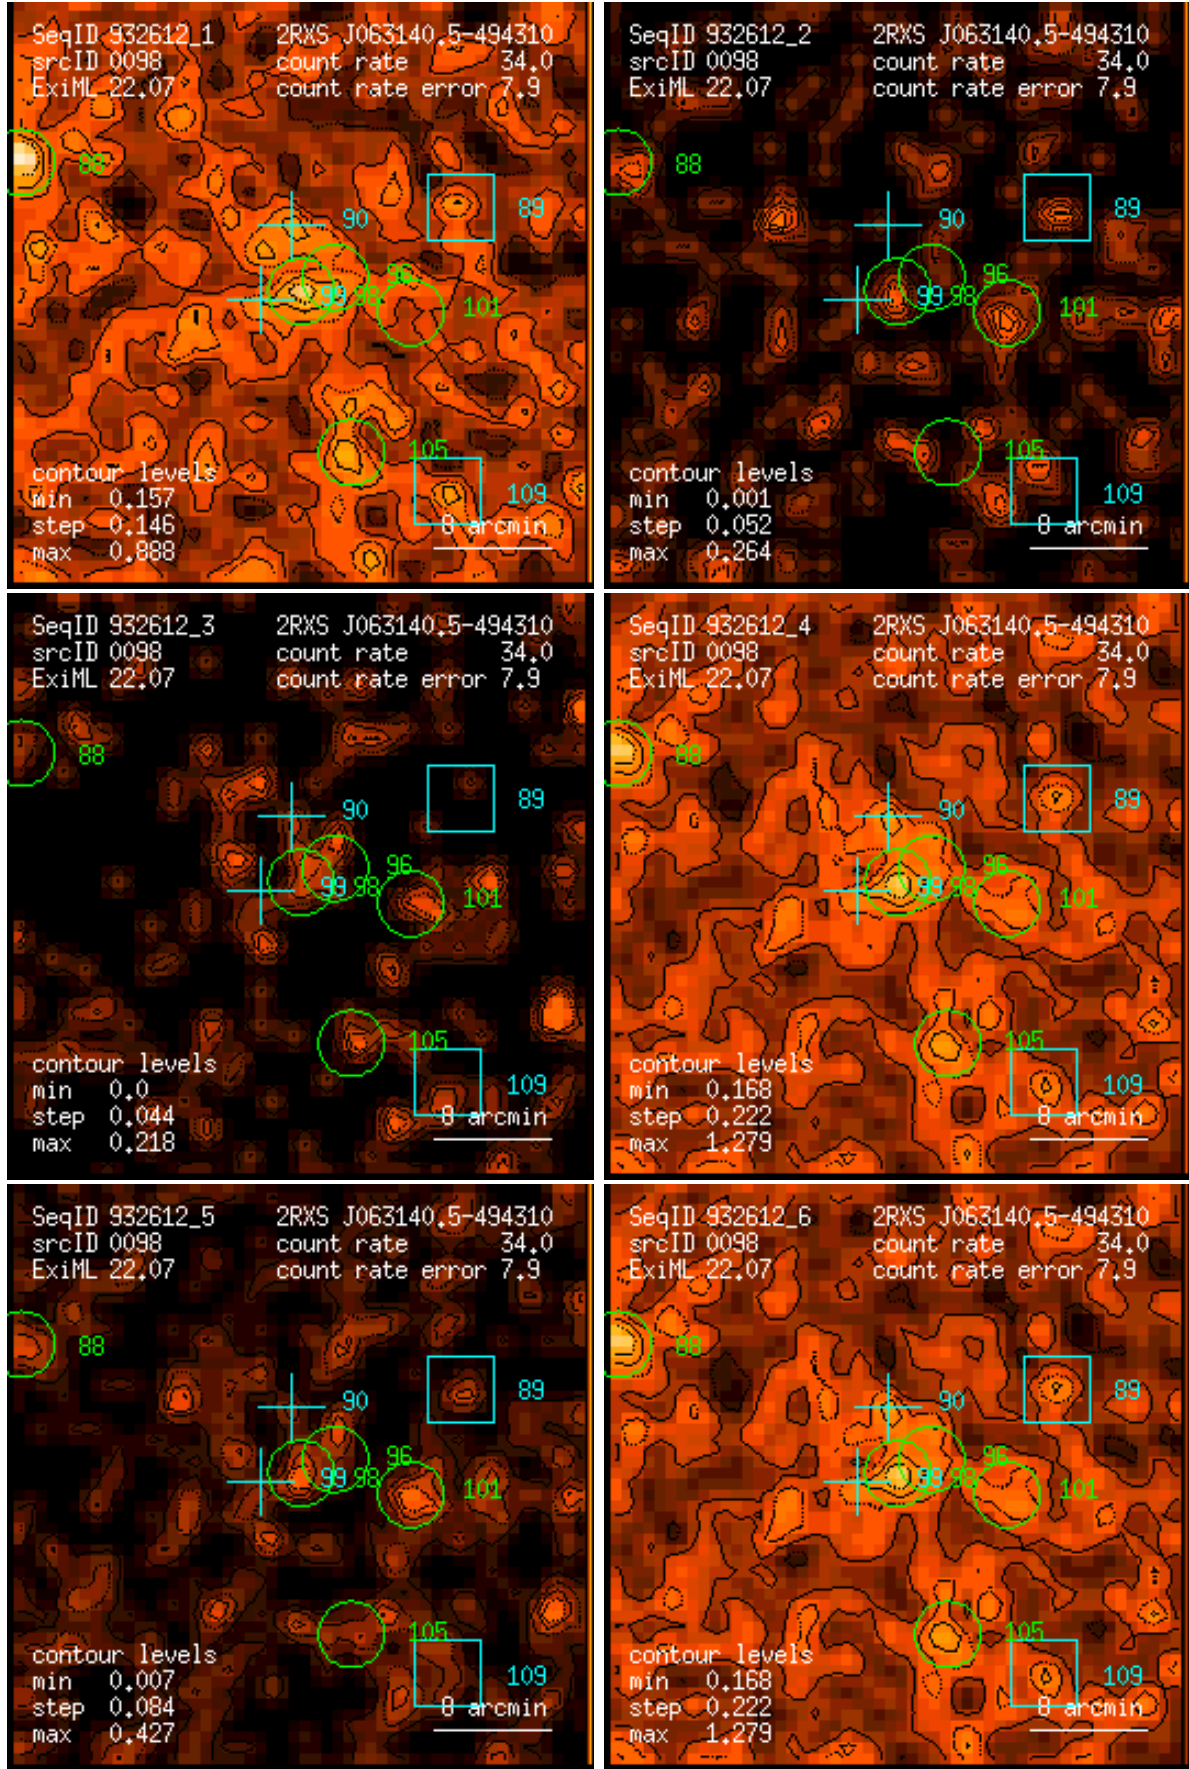 SeqID 932612_1 2RXS J063140.5-494310
srcID 0098 count rate 34.0
ExiML 22.07 count rate error 7.9
88
89
90
96
99 98
101
105
contour levels
109
min 0.157
step 0.146 8 arcmin
max 0.888
SeqID 932612_2 2RXS J063140.5-494310
srcID 0098 count rate 34.0
ExiML 22.07 count rate error 7.9
88
89
90
96
99 98
101
105
contour levels
109
min 0.001
step 0.052 8 arcmin
max 0.264
SeqID 932612_3 2RXS J063140.5-494310
srcID 0098 count rate 34.0
ExiML 22.07 count rate error 7.9
88
89
90
96
99 98
101
105
contour levels
109
min 0.0
step 0.044 8 arcmin
max 0.218
SeqID 932612_4 2RXS J063140.5-494310
srcID 0098 count rate 34.0
ExiML 22.07 count rate error 7.9
88
89
90
96
99 98
101
105
contour levels
109
min 0.168
step 0.222 8 arcmin
max 1.279
SeqID 932612_5 2RXS J063140.5-494310
srcID 0098 count rate 34.0
ExiML 22.07 count rate error 7.9
88
89
90
96
99 98
101
105
contour levels
109
min 0.007
step 0.084 8 arcmin
max 0.427
SeqID 932612_6 2RXS J063140.5-494310
srcID 0098 count rate 34.0
ExiML 22.07 count rate error 7.9
88
89
90
96
99 98
101
105
contour levels
109
min 0.168
step 0.222 8 arcmin
max 1.279